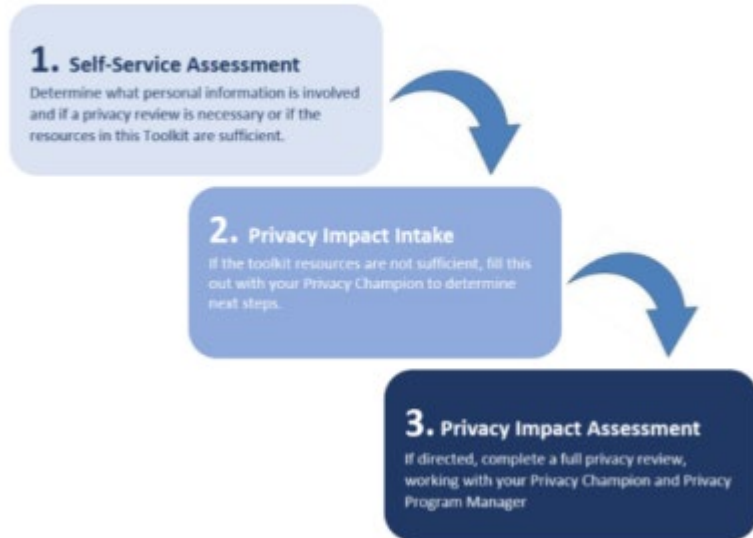 1. Self-Service Assessment
Determine what personal information is involved
and if a privacy review is necessary or if the
resources in this Toolkit are sufficient.
2. Privacy Impact Intake
If the toolkit resources are not sufficient, fill this
out with your Privacy Champion to determine
next steps.
3. Privacy Impact Assessment
If directed, complete a full privacy review,
working with your Privacy Champion and Privacy
Program Manager